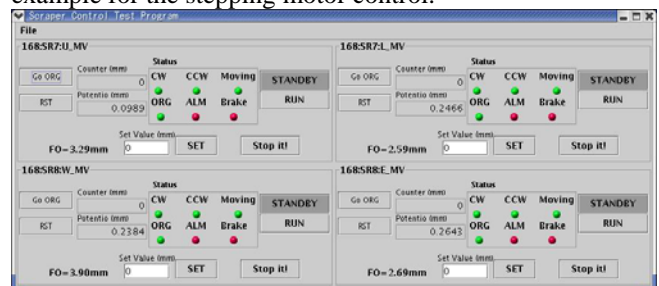 example for the stepping motor control.
Scraper Control Test Program
File
168:SR7:U_MV
Status
Counter (mm)
Go ORG
0
CW CCW Moving
STANDBY
Potentio (mm)
RST
0.0989
ORG ALM Brake
RUN
Set Value (mm)
FO=3.29mm
0
SET
Stop it!
168:SR7:L_MV
Status
Counter (mm)
Go ORG
0
CW CCW Moving
STANDBY
Potentio (mm)
RST
0.2466
ORG ALM Brake
RUN
Set Value (mm)
FO=2.59mm
0
SET
Stop it!
168:SR8:W_MV
Status
Counter (mm)
Go ORG
0
CW CCW Moving
STANDBY
Potentio (mm)
RST
0.2384
ORG ALM Brake
RUN
Set Value (mm)
FO=3.90mm
0
SET
Stop it!
168:SR8:E_MV
Status
Counter (mm)
Go ORG
0
CW CCW Moving
STANDBY
Potentio (mm)
RST
0.2643
ORG ALM Brake
RUN
Set Value (mm)
FO=2.69mm
0
SET
Stop it!